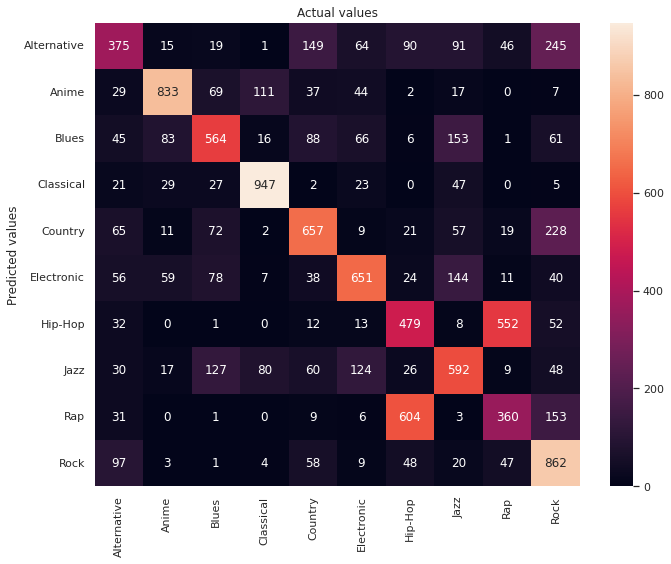 Actual values
Predicted values
Alternative 375 15 19 1 149 64 90 91 46 245
Anime 29 833 69 111 37 44 2 17 0 7
Blues 45 83 564 16 88 66 6 153 1 61
Classical 21 29 27 947 2 23 0 47 0 5
Country 65 11 72 2 657 9 21 57 19 228
Electronic 56 59 78 7 38 651 24 144 11 40
Hip-Hop 32 0 1 0 12 13 479 8 552 52
Jazz 30 17 127 80 60 124 26 592 9 48
Rap 31 0 1 0 9 6 604 3 360 153
Rock 97 3 1 4 58 9 48 20 47 862
Alternative Anime Blues Classical Country Electronic Hip-Hop Jazz Rap Rock
800
600
400
200
0